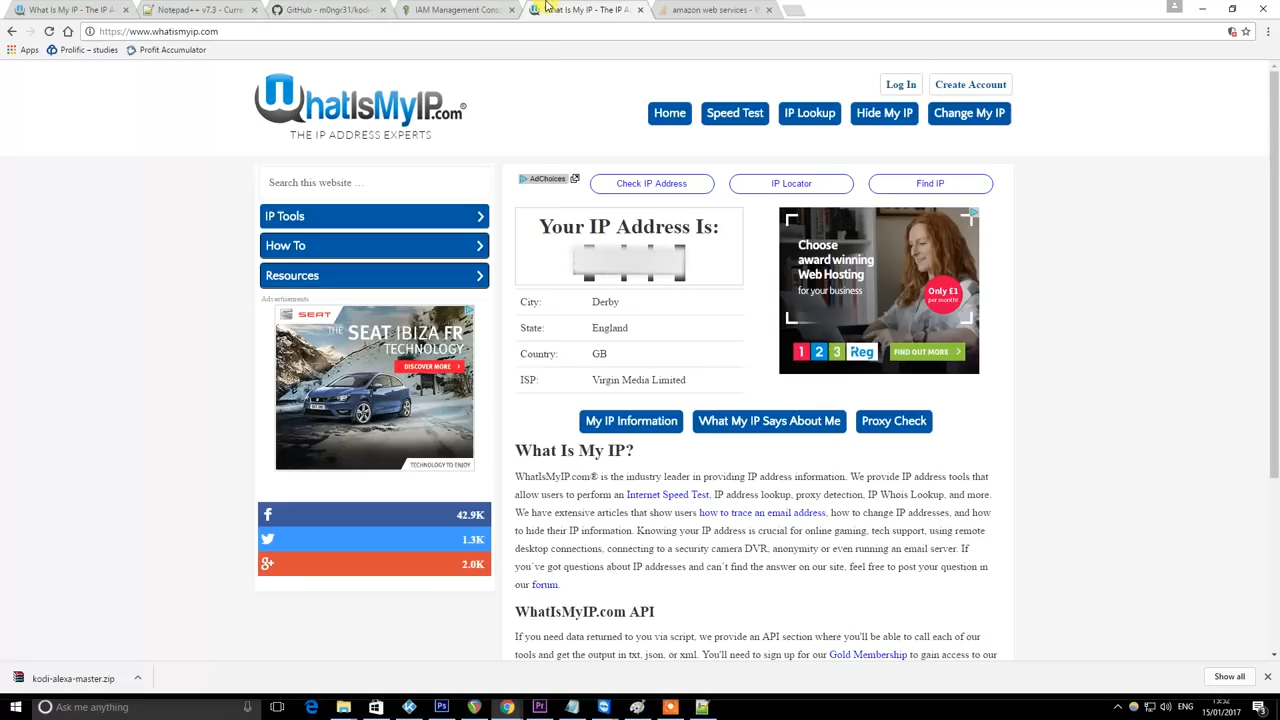 What Is My IP - The IP A
Notepad++ v7.3 - Curre
GitHub - m0ngr31/kodi-
IAM Management Cons
What Is My IP - The IP A
amazon web services - W
https://www.whatismyip.com
Apps
Prolific – studies
Profit Accumulator
WhatIsMyIP.com®
THE IP ADDRESS EXPERTS
Log In
Create Account
Home
Speed Test
IP Lookup
Hide My IP
Change My IP
Search this website …
IP Tools
How To
Resources
Advertisements
SEAT
THE SEAT IBIZA FR
TECHNOLOGY
DISCOVER MORE
TECHNOLOGY TO ENJOY
42.9K
1.3K
2.0K
AdChoices
Check IP Address
IP Locator
Find IP
Your IP Address Is:
City: Derby
State: England
Country: GB
ISP: Virgin Media Limited
Choose
award winning
Web Hosting
for your business
Only £1
per month!
123 Reg
FIND OUT MORE
My IP Information
What My IP Says About Me
Proxy Check
What Is My IP?
WhatIsMyIP.com® is the industry leader in providing IP address information. We provide IP address tools that
allow users to perform an Internet Speed Test, IP address lookup, proxy detection, IP Whois Lookup, and more.
We have extensive articles that show users how to trace an email address, how to change IP addresses, and how
to hide their IP information. Knowing your IP address is crucial for online gaming, tech support, using remote
desktop connections, connecting to a security camera DVR, anonymity or even running an email server. If
you've got questions about IP addresses and can't find the answer on our site, feel free to post your question in
our forum.
WhatIsMyIP.com API
If you need data returned to you via script, we provide an API section where you'll be able to call each of our
tools and get the output in txt, json, or xml. You'll need to sign up for our Gold Membership to gain access to our
kodi-alexa-master.zip
Show all
Ask me anything
ENG
15:52
15/01/2017
3